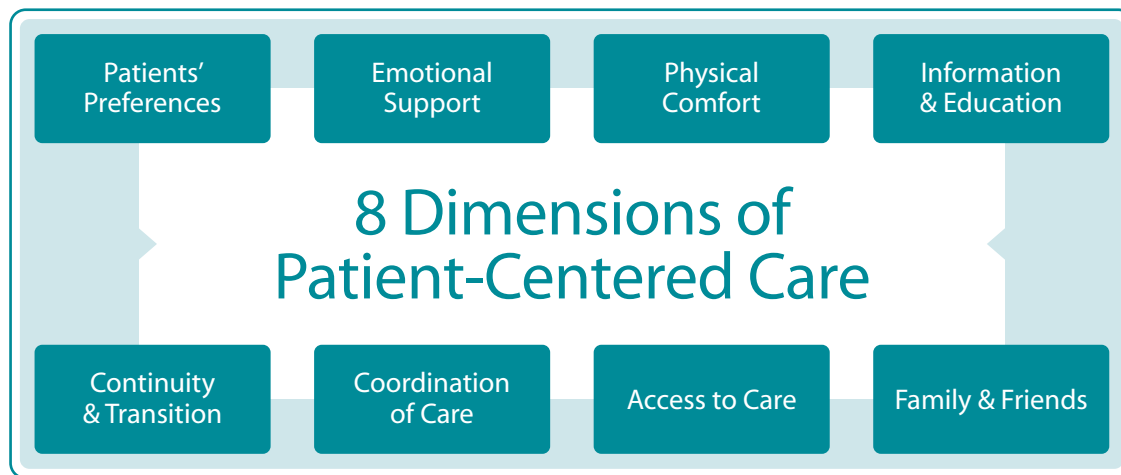 Patients’
Preferences
Emotional
Support
Physical
Comfort
Information
& Education
8 Dimensions of
Patient-Centered Care
Continuity
& Transition
Coordination
of Care
Access to Care
Family & Friends